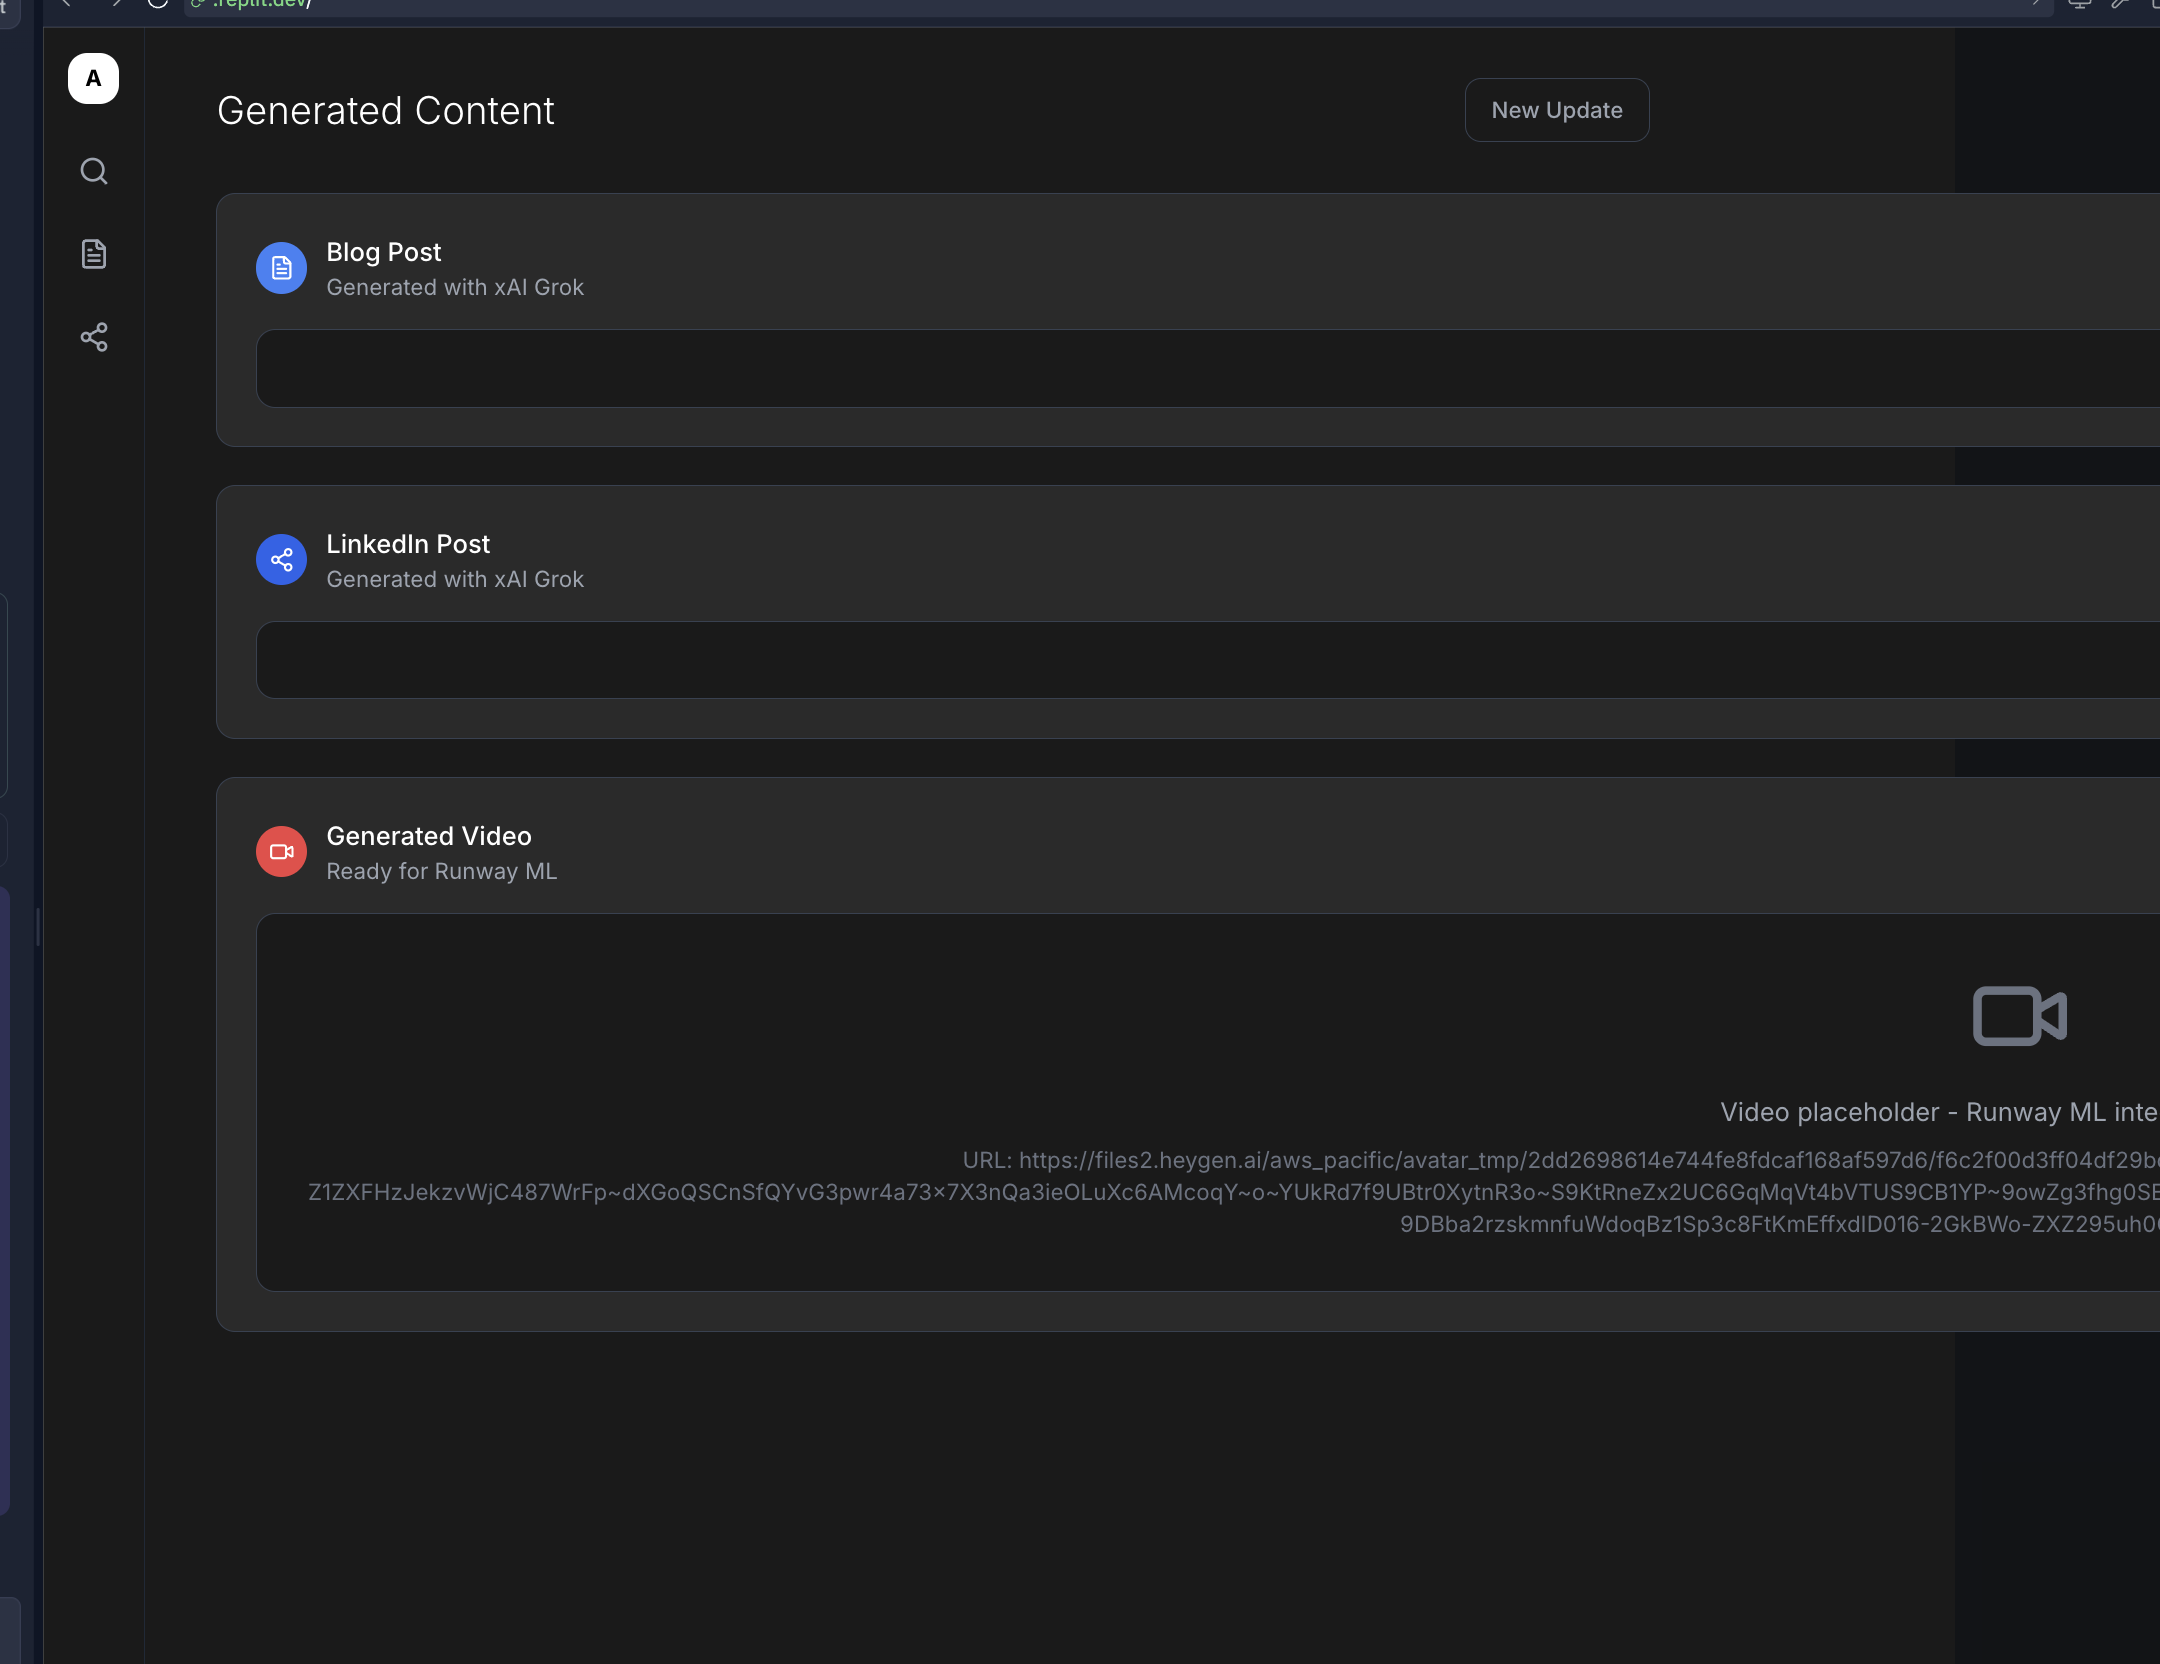 t
.replit.dev/
A
Generated Content
New Update
Blog Post
Generated with xAI Grok
LinkedIn Post
Generated with xAI Grok
Generated Video
Ready for Runway ML
Video placeholder - Runway ML inte
URL: https://files2.heygen.ai/aws_pacific/avatar_tmp/2dd2698614e744fe8fdcaf168af597d6/f6c2f00d3ff04df29b
Z1ZXFHzJekzvWjC487WrFp~dXGoQSCnSfQYvG3pwr4a73x7X3nQa3ieOLuXc6AMcoqY~o~YUkRd7f9UBtr0XytnR3o~S9KtRneZx2UC6GqMqVt4bVTUS9CB1YP~9owZg3fhg0SE
9DBba2rzskmnfuWdoqBz1Sp3c8FtKmEffxdID016-2GkBWo-ZXZ295uh0